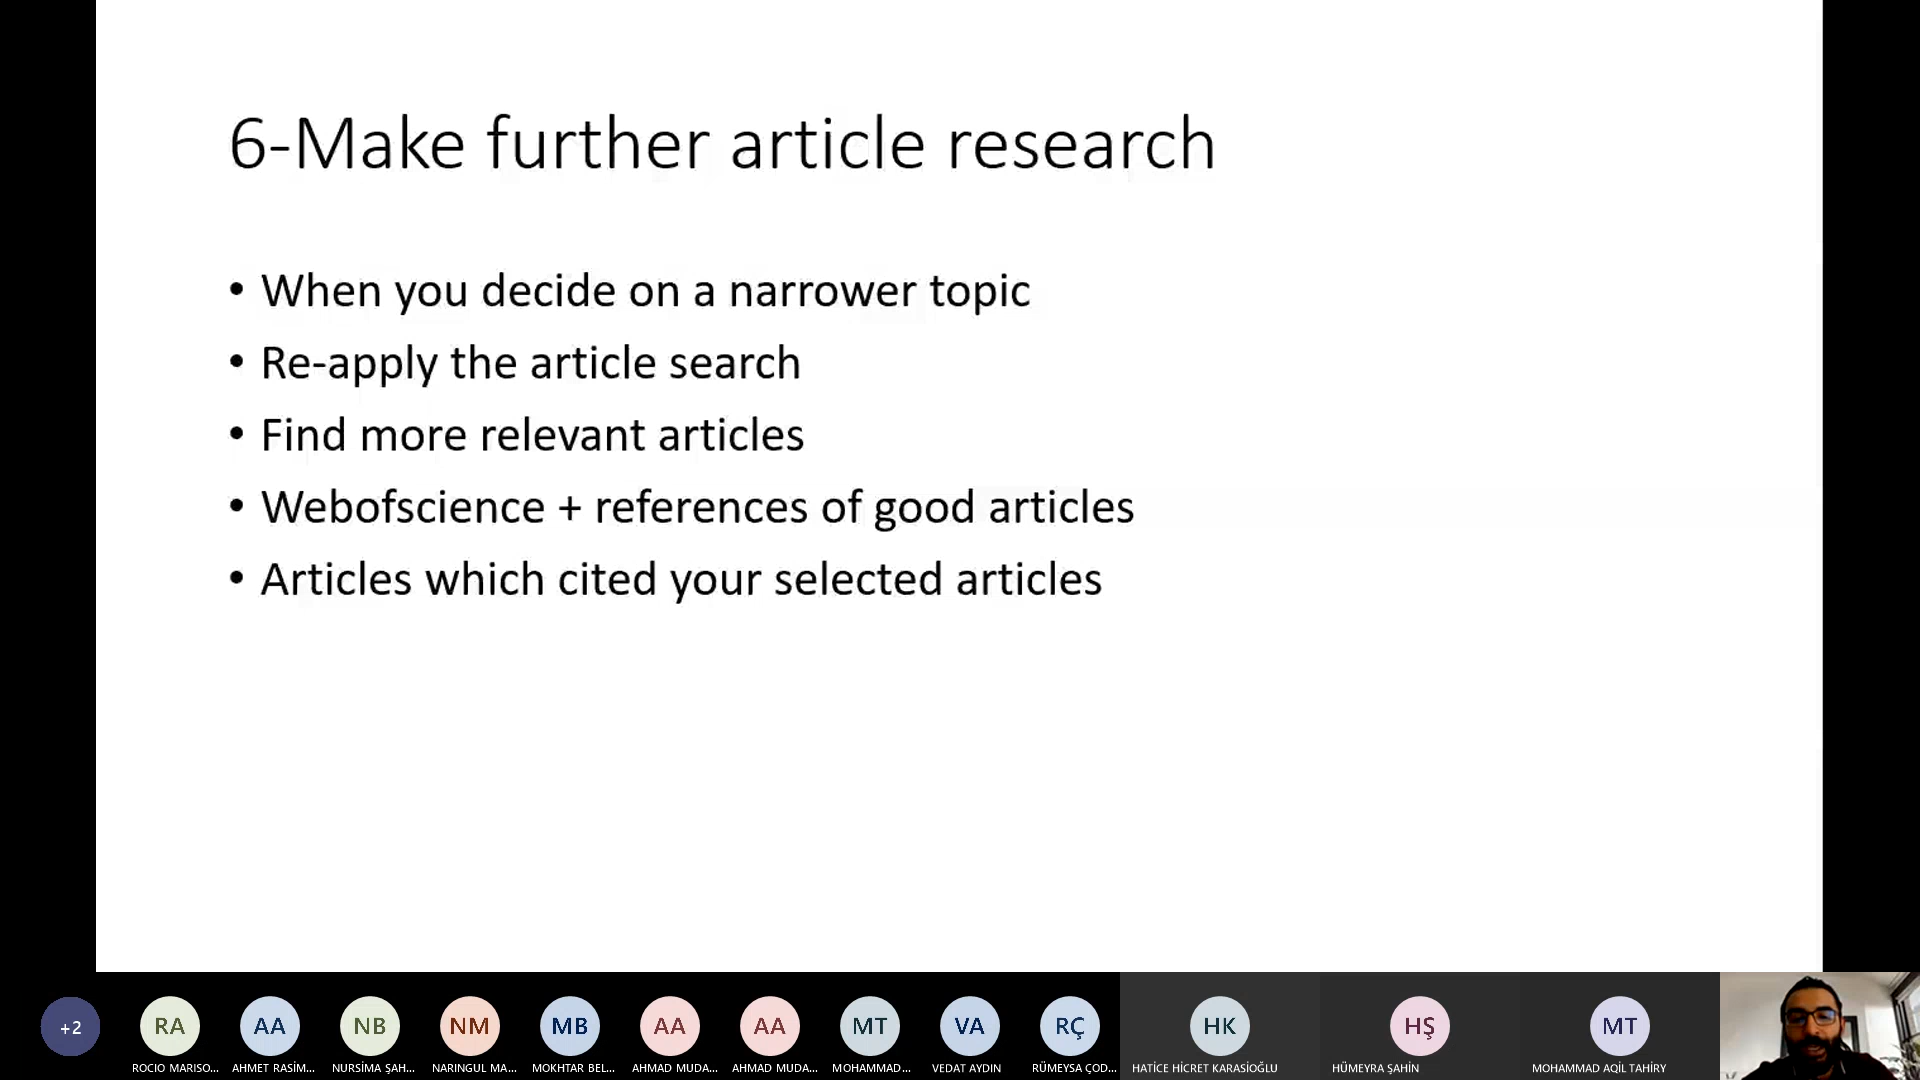 6-Make further article research
• When you decide on a narrower topic
• Re-apply the article search
• Find more relevant articles
• Webofscience + references of good articles
• Articles which cited your selected articles
+2
RA
AA
NB
NM
MB
AA
AA
MT
VA
RÇ
HK
HŞ
MT
ROCIO MARISO...
AHMET RASİM...
NURSİMA ŞAH...
NARINGUL MA...
MOKHTAR BEL...
AHMAD MUDA...
AHMAD MUDA...
MOHAMMAD...
VEDAT AYDIN
RÜMEYSA ÇOD...
HATİCE HİCRET KARASİOĞLU
HÜMEYRA ŞAHİN
MOHAMMAD AQİL TAHİRY